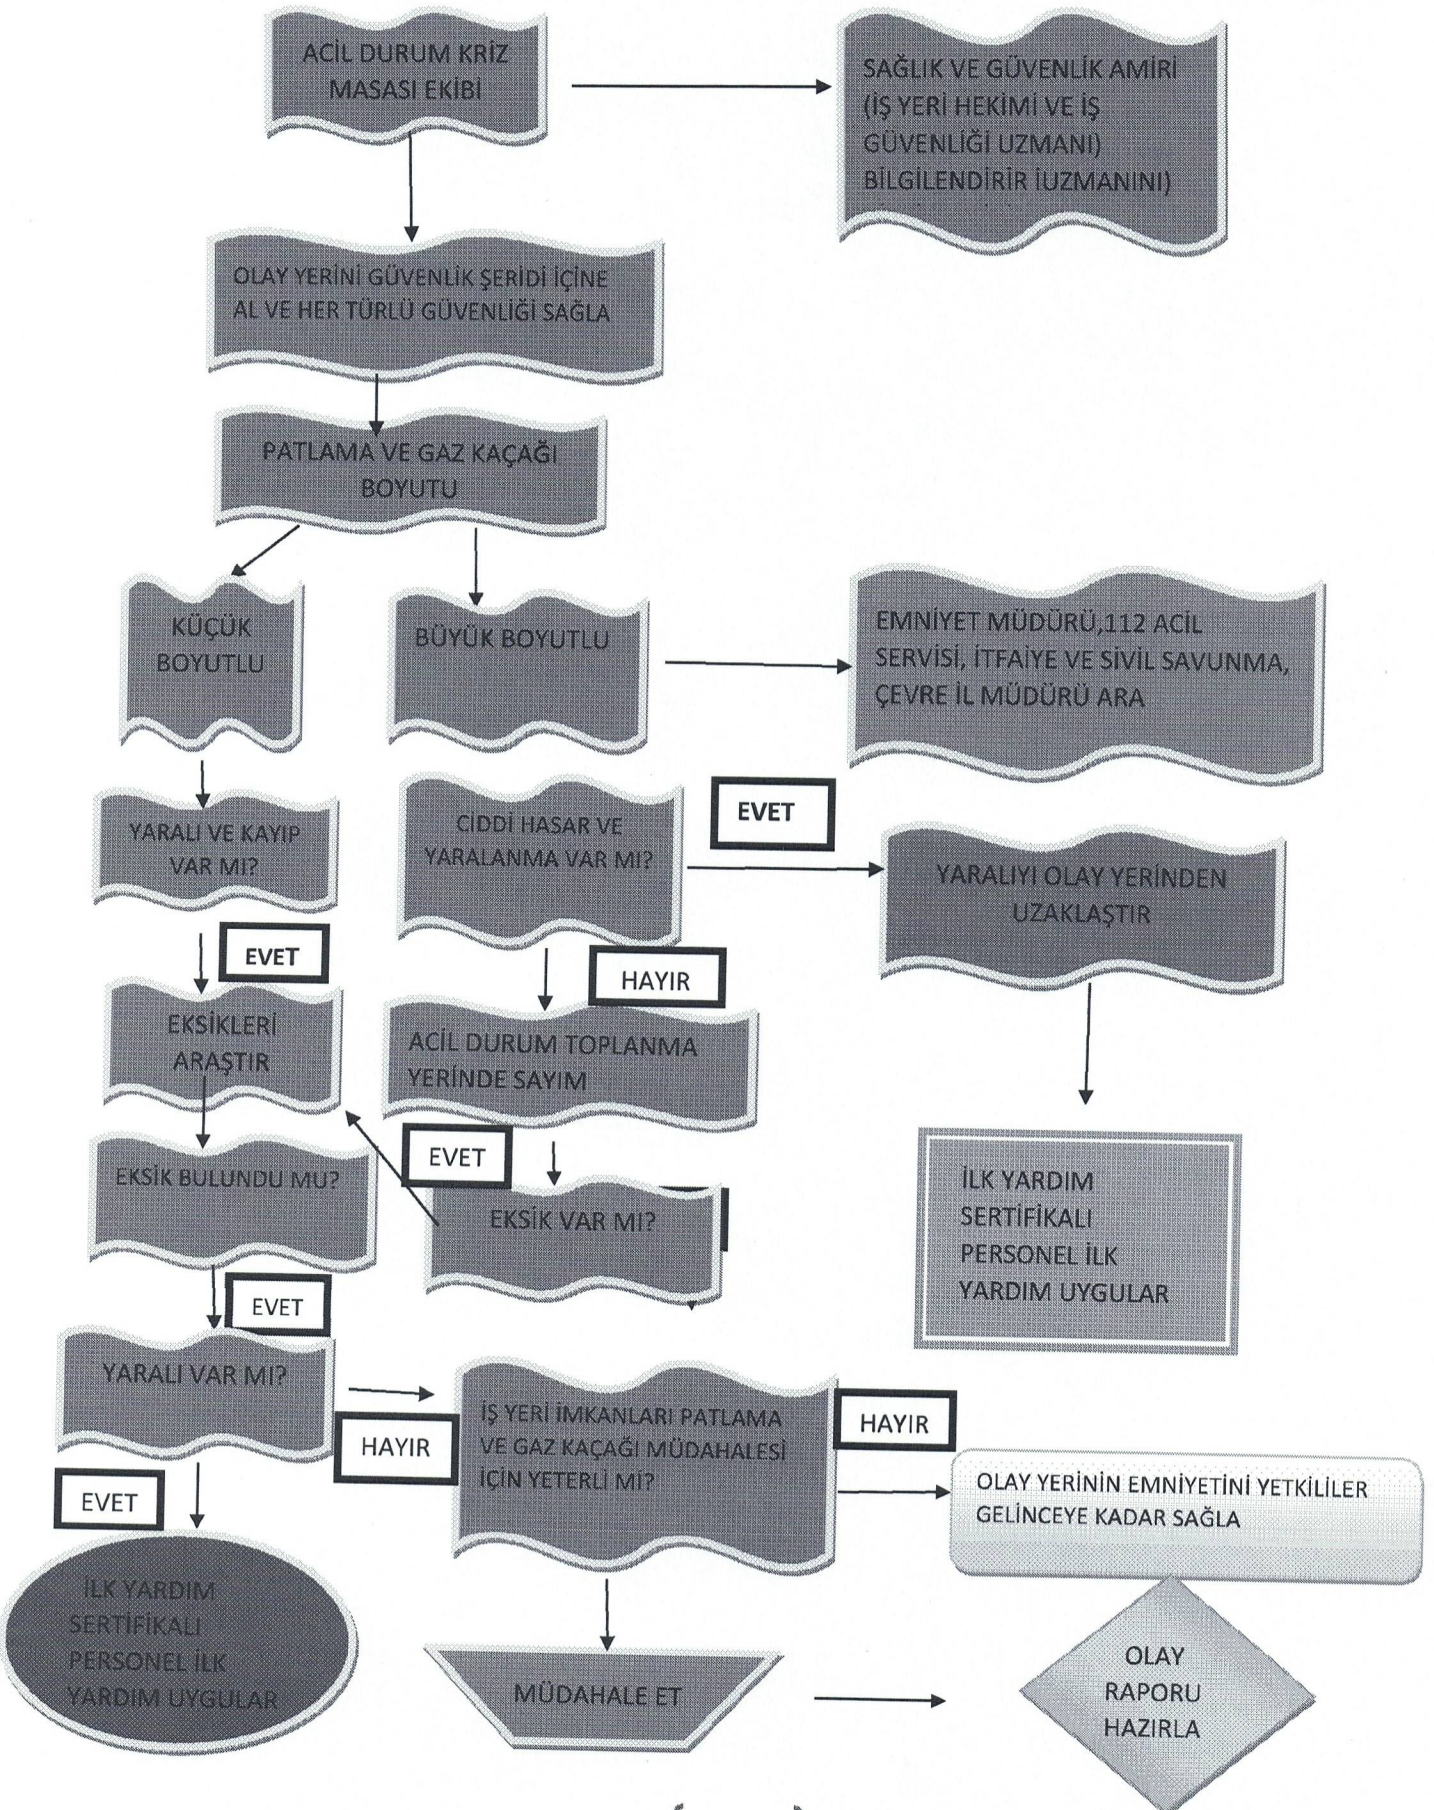 ACİL DURUM KRİZ
MASASI EKİBİ
SAĞLIK VE GÜVENLİK AMİRİ
(İŞ YERİ HEKİMİ VE İŞ
GÜVENLİĞİ UZMANI)
BİLGİLENDİRİR İUZMANINI)
OLAY YERİNİ GÜVENLİK ŞERİDİ İÇİNE
AL VE HER TÜRLÜ GÜVENLİĞİ SAĞLA
PATLAMA VE GAZ KAÇAĞI
BOYUTU
KÜÇÜK
BOYUTLU
BÜYÜK BOYUTLU
EMNİYET MÜDÜRÜ,112 ACİL
SERVİSİ, İTFAİYE VE SİVİL SAVUNMA,
ÇEVRE İL MÜDÜRÜ ARA
YARALI VE KAYIP
VAR MI?
CİDDİ HASAR VE
YARALANMA VAR MI?
EVET
YARALIYI OLAY YERİNDEN
UZAKLAŞTIR
EVET
HAYIR
EKSİKLERİ
ARAŞTIR
ACİL DURUM TOPLANMA
YERİNDE SAYIM
EVET
EKSİK BULUNDU MU?
EKSİK VAR MI?
İLK YARDIM
SERTİFİKALI
PERSONEL İLK
YARDIM UYGULAR
EVET
YARALI VAR MI?
HAYIR
İŞ YERİ İMKANLARI PATLAMA
VE GAZ KAÇAĞI MÜDAHALESİ
İÇİN YETERLİ Mİ?
HAYIR
OLAY YERİNİN EMNİYETİNİ YETKİLİLER
GELİNCEYE KADAR SAĞLA
EVET
İLK YARDIM
SERTİFİKALI
PERSONEL İLK
YARDIM UYGULAR
MÜDAHALE ET
OLAY
RAPORU
HAZIRLA